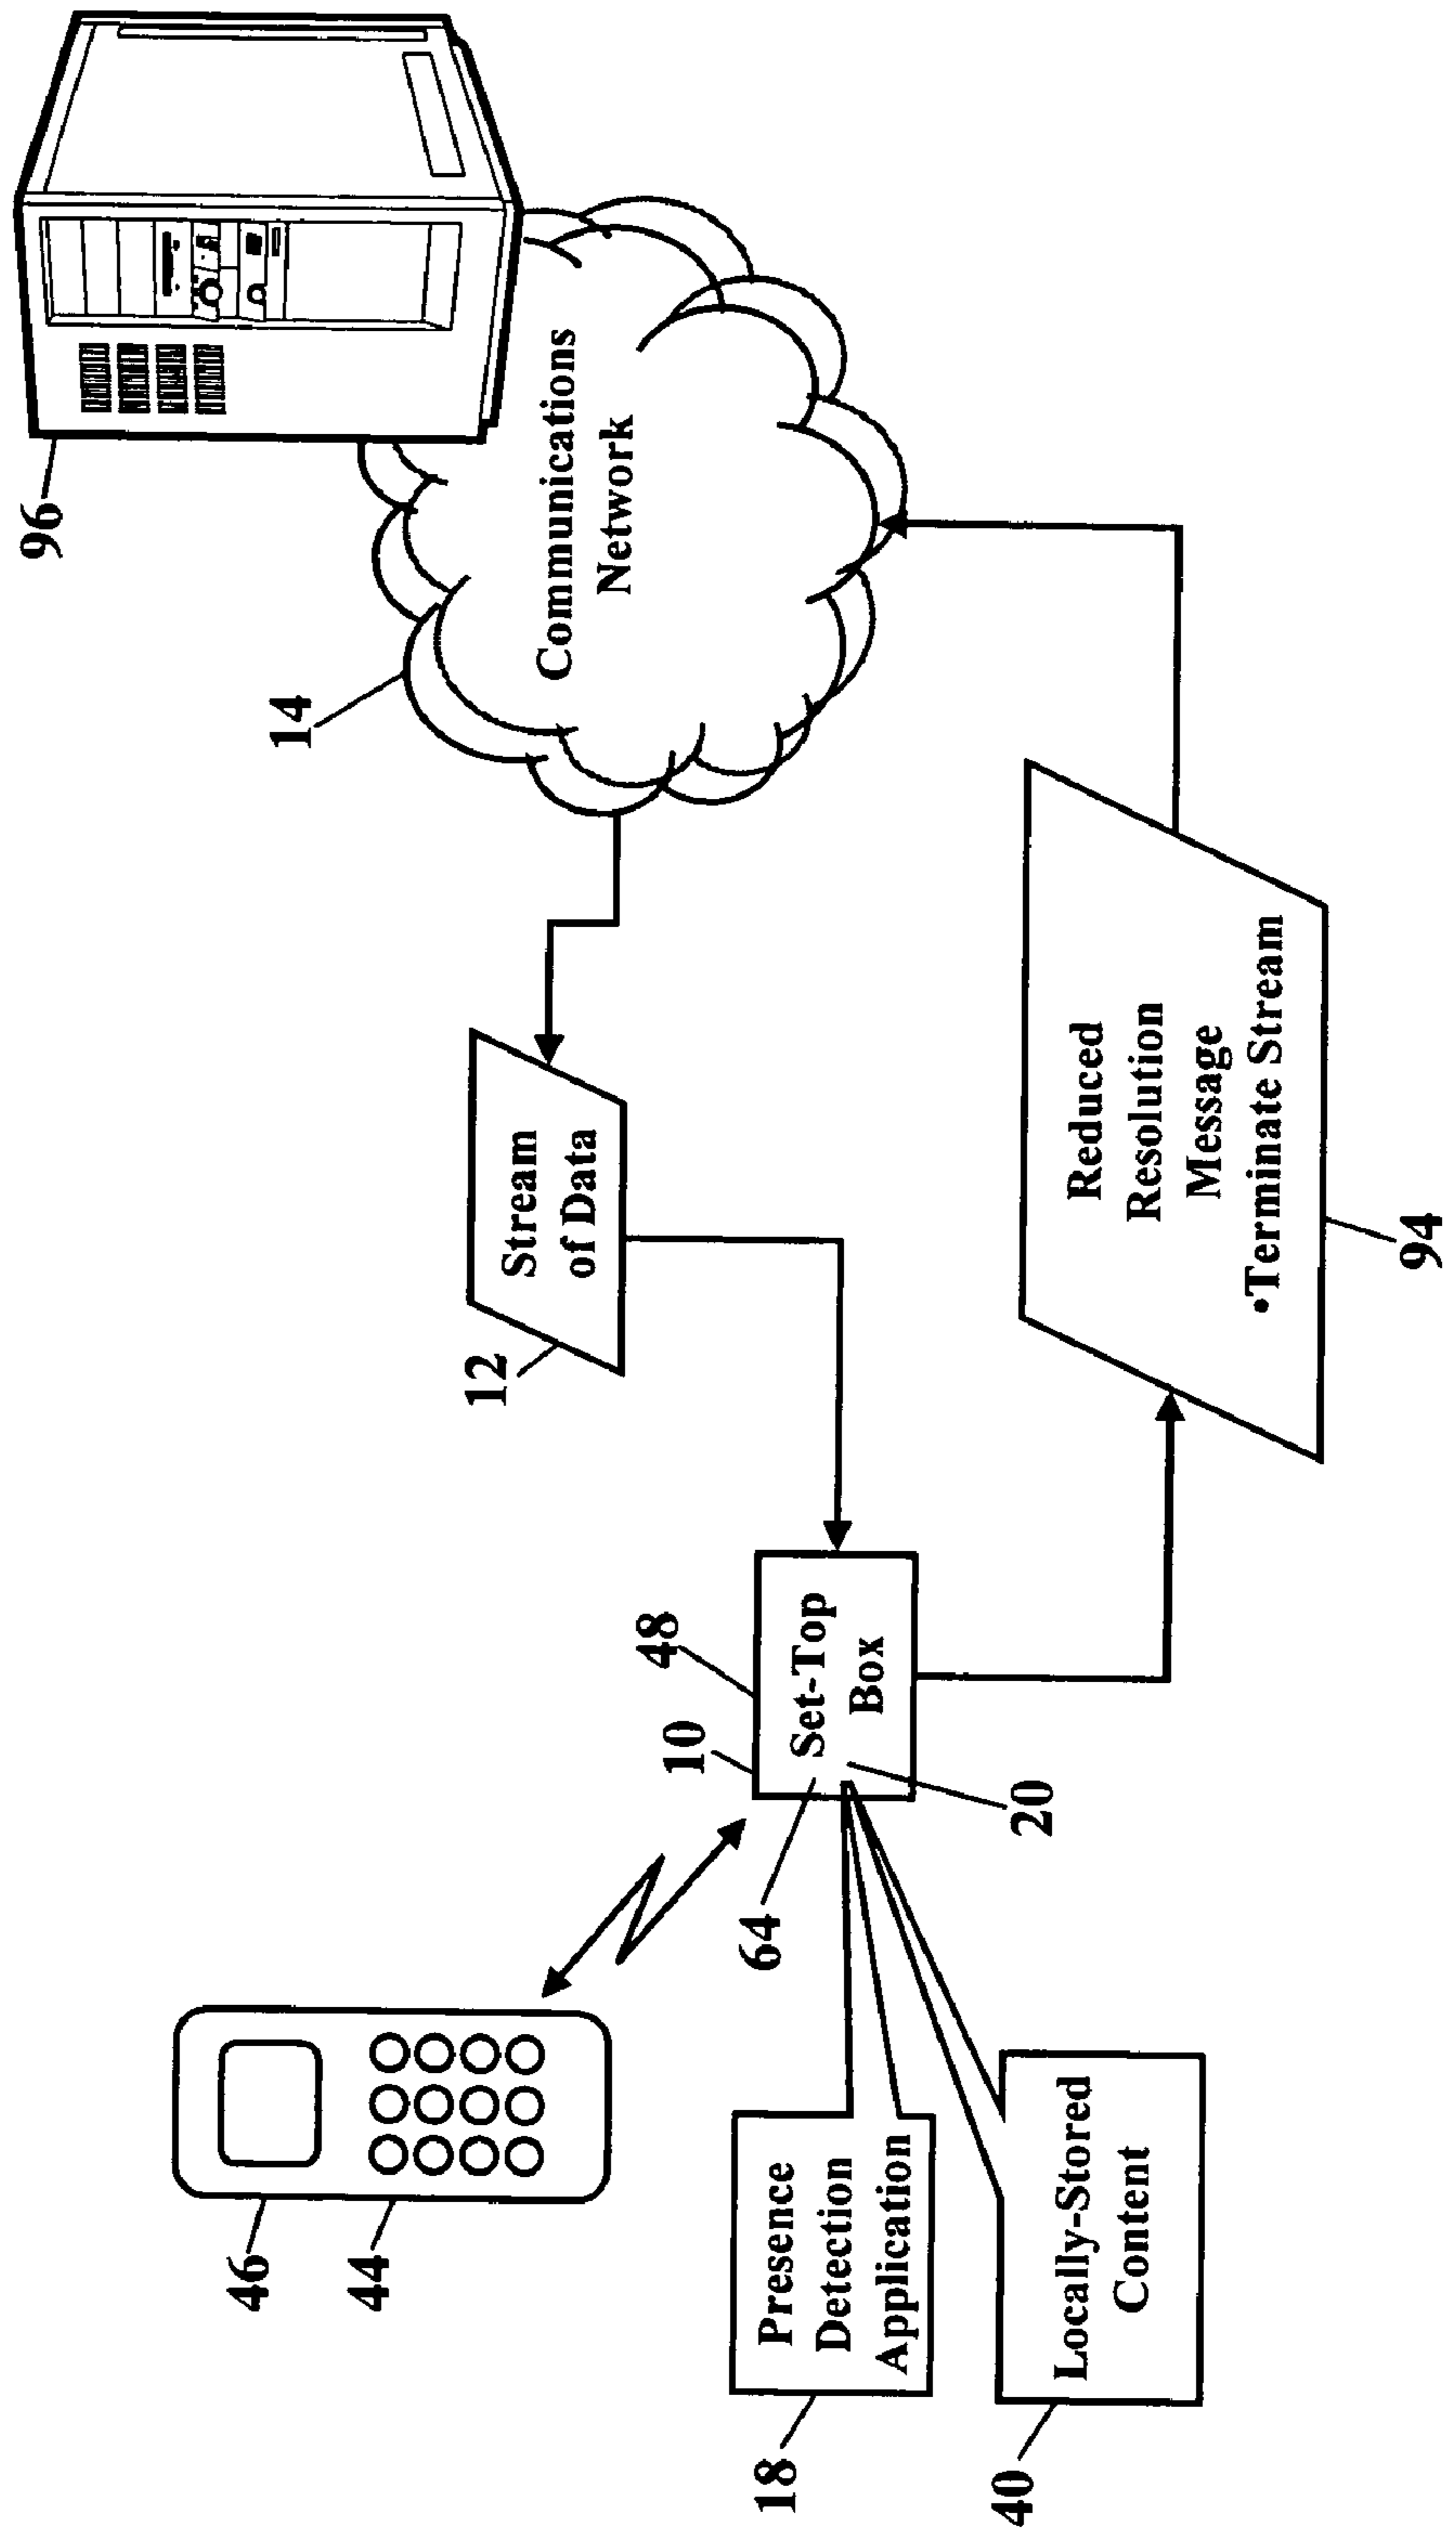 46
44
18
Presence
Detection
Application
40
Locally-Stored
Content
64
10
48
Set-Top
Box
20
12
Stream
of Data
14
Communications
Network
96
Reduced
Resolution
Message
•Terminate Stream
94